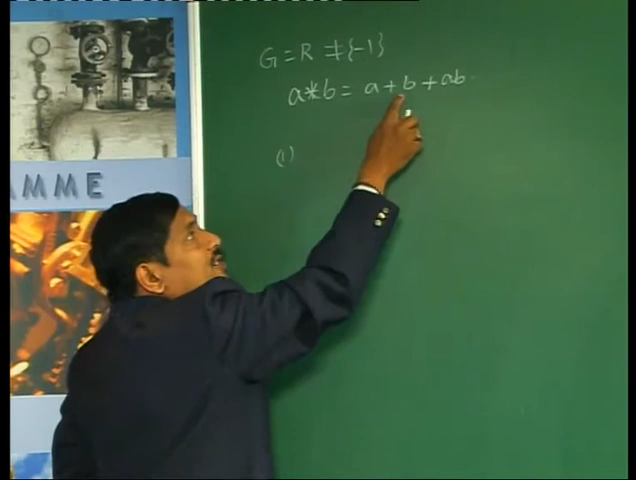 G = R ≠ {-1}
a * b = a + b + ab
(1)
AMME